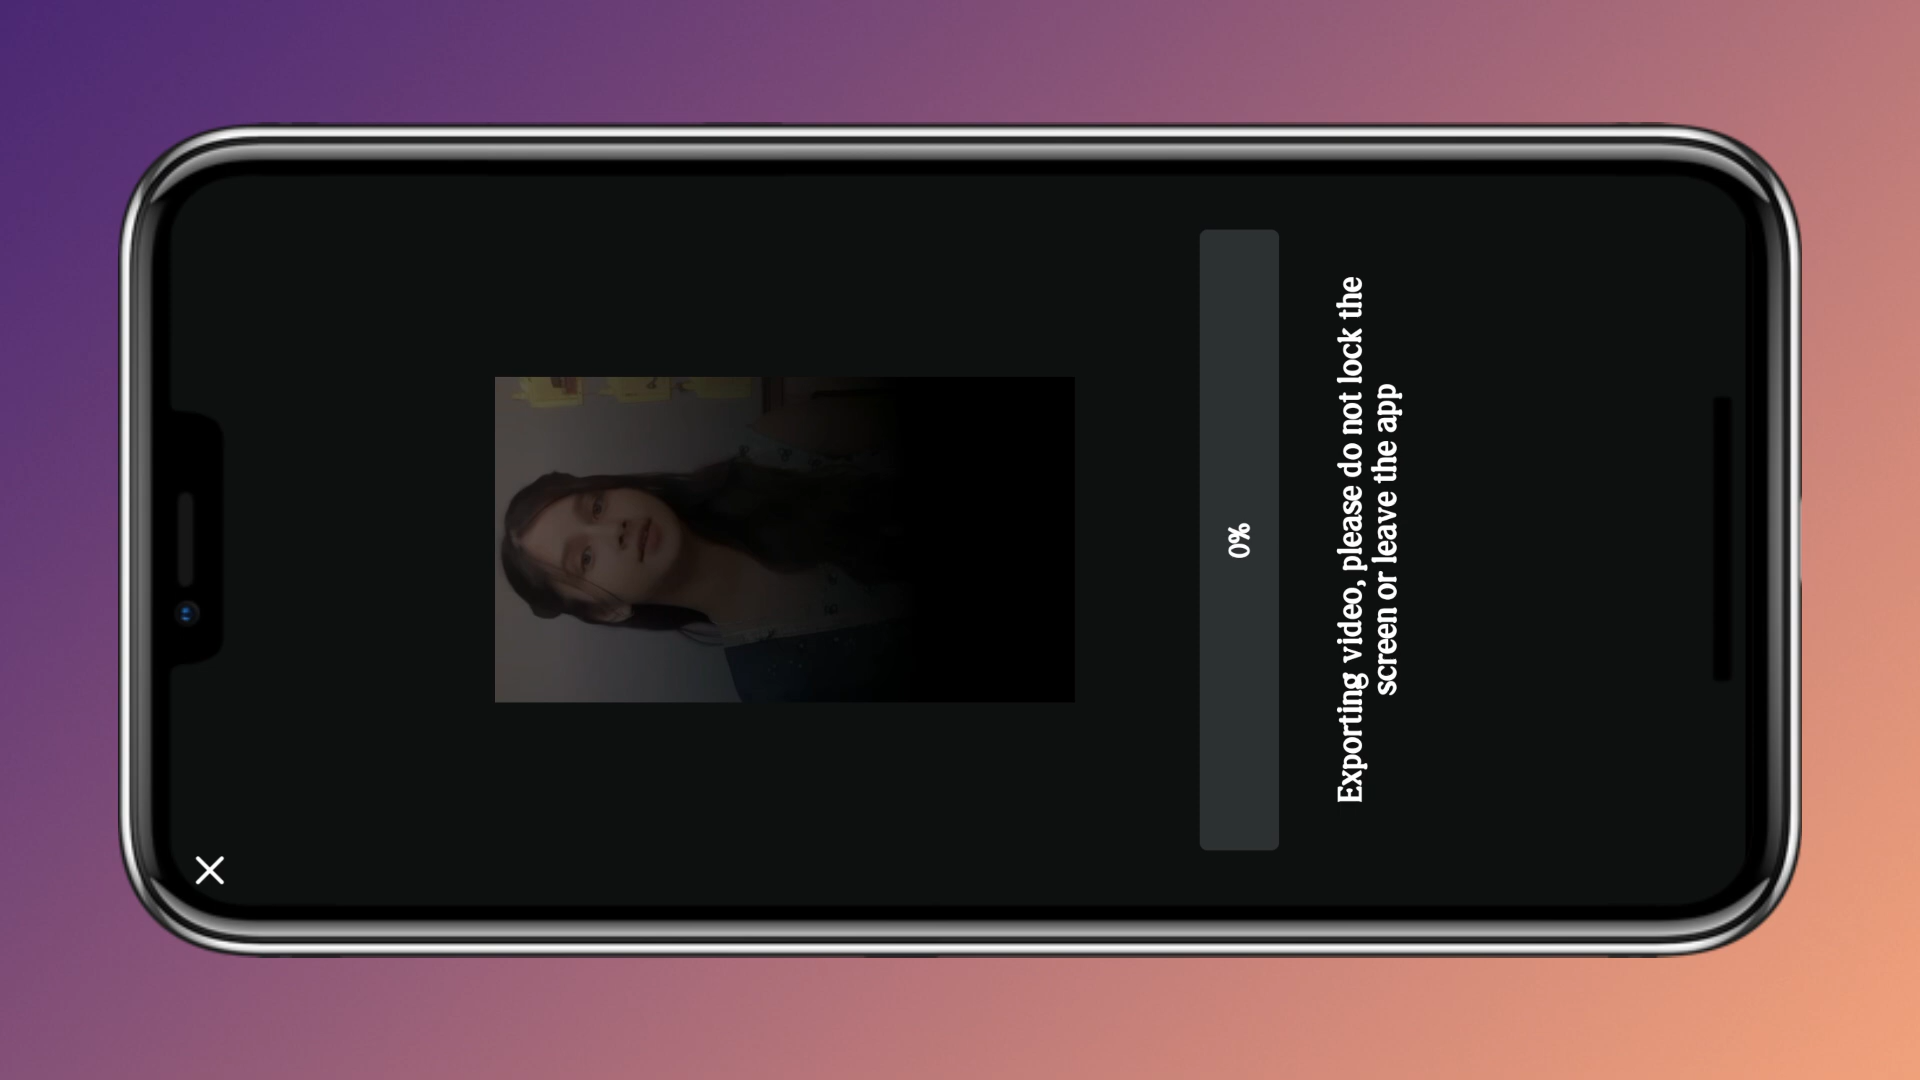 0%
Exporting video, please do not lock the
screen or leave the app